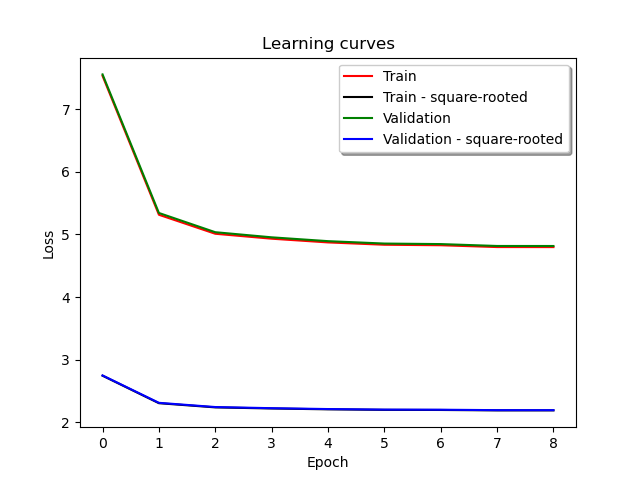 Learning curves
Train
Train - square-rooted
Validation
Validation - square-rooted
Loss
7
6
5
4
3
2
0 1 2 3 4 5 6 7 8
Epoch